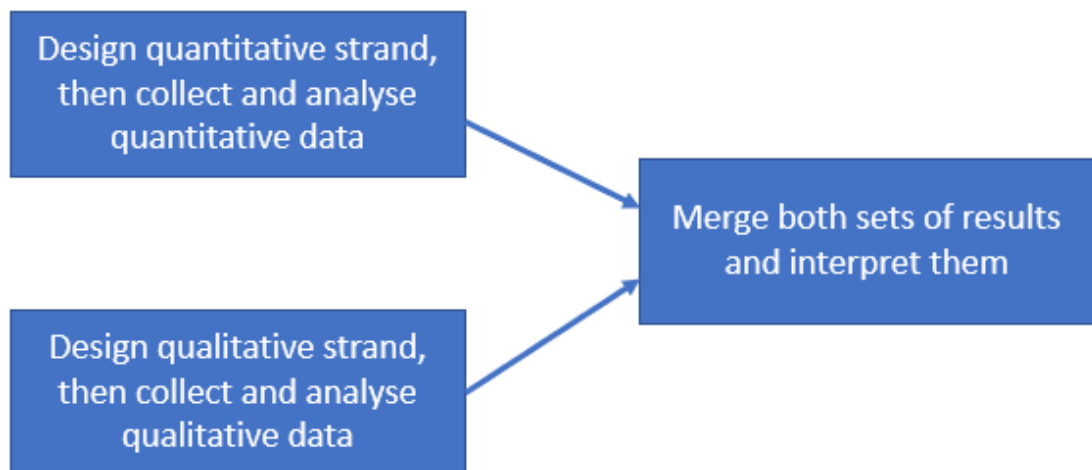 Design quantitative strand,
then collect and analyse
quantitative data
Merge both sets of results
and interpret them
Design qualitative strand,
then collect and analyse
qualitative data